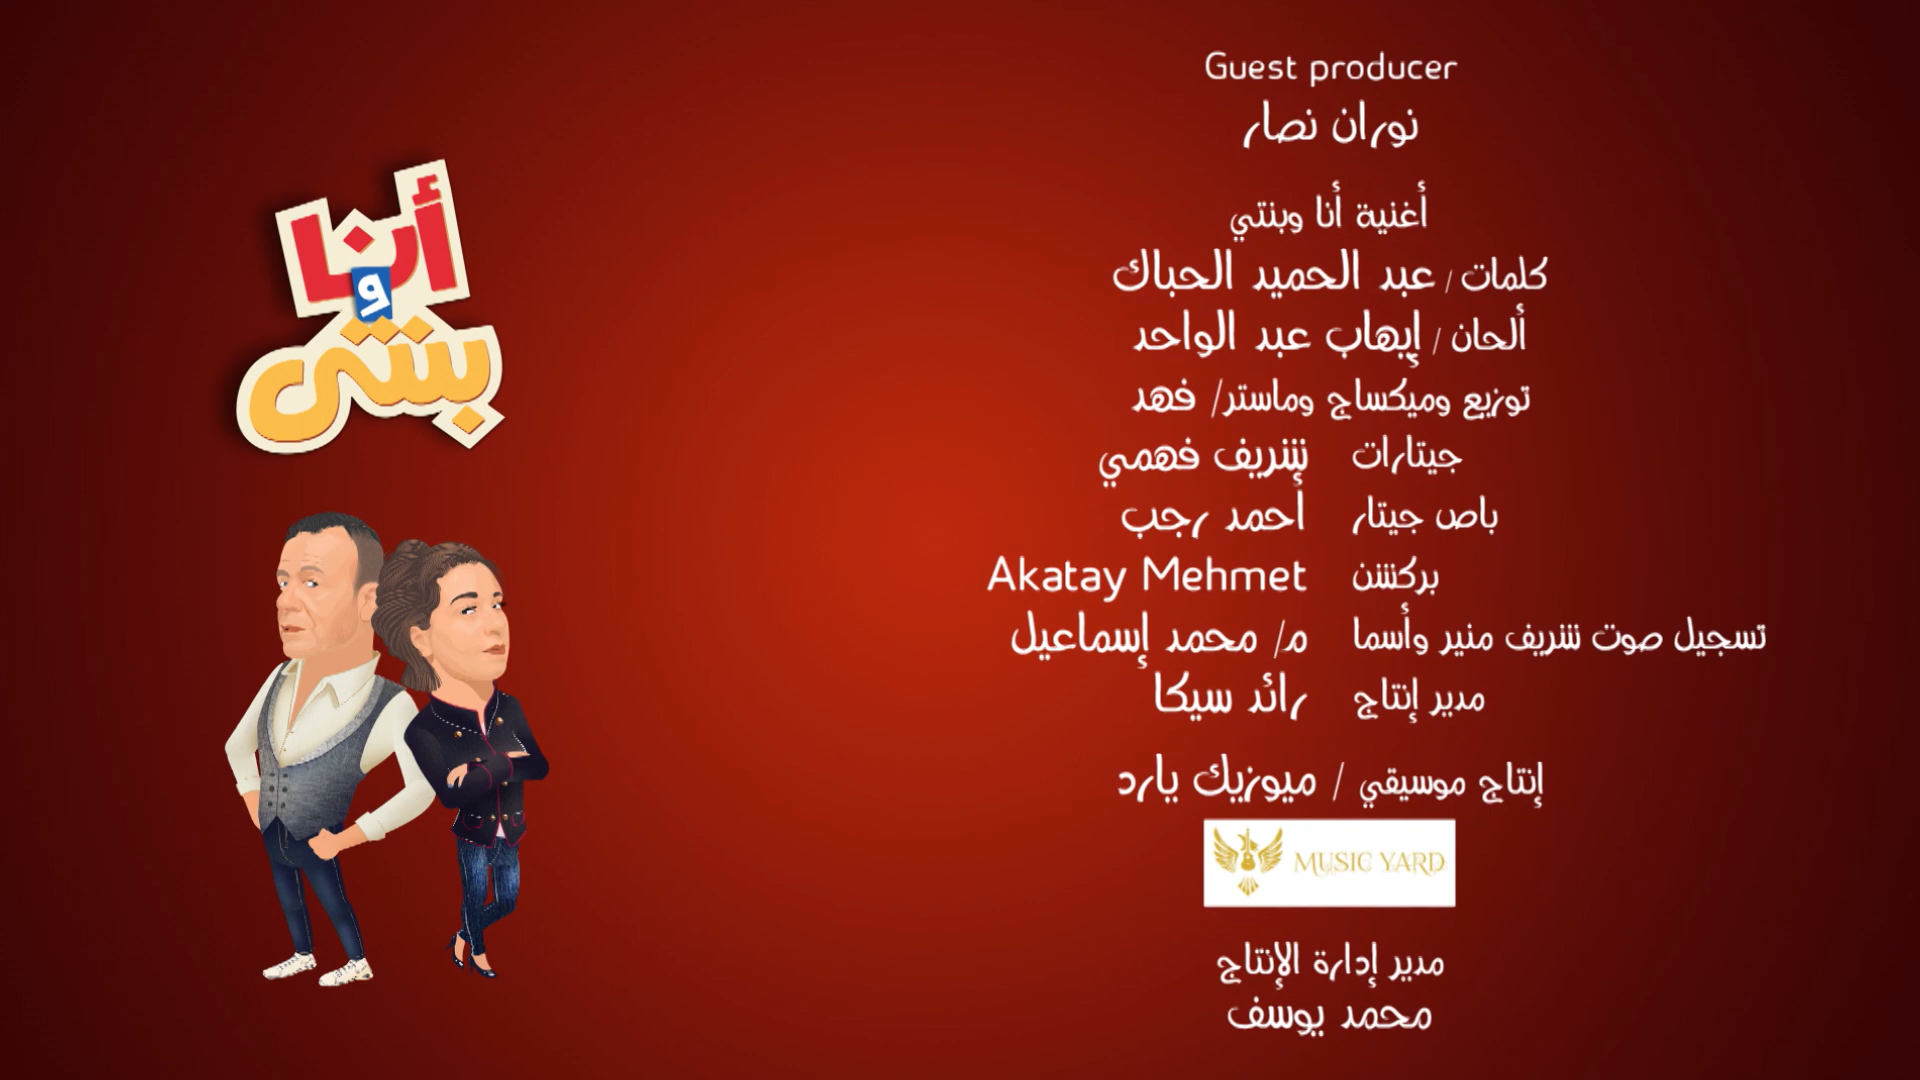 أنا
و
بنتى
Guest producer
نوران نصار
أغنية أنا وبنتي
كلمات / عبد الحميد الحباك
ألحان / إيهاب عبد الواحد
توزيع وميكساج وماستر/ فهد
جيتارات شريف فهمي
باص جيتار أحمد رجب
بركشن Akatay Mehmet
تسجيل صوت شريف منير وأسما م/ محمد إسماعيل
مدير إنتاج رائد سيكا
إنتاج موسيقي / ميوزيك يارد
MUSIC YARD
مدير إدارة الإنتاج
محمد يوسف